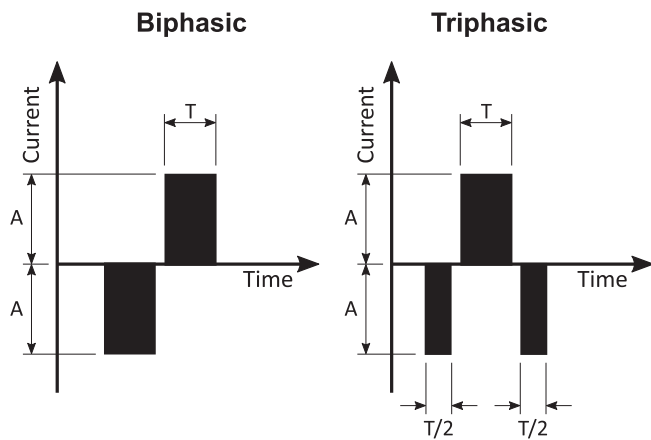 Biphasic
Triphasic
T
Current
A
A
Time
T
Current
A
A
Time
T/2
T/2